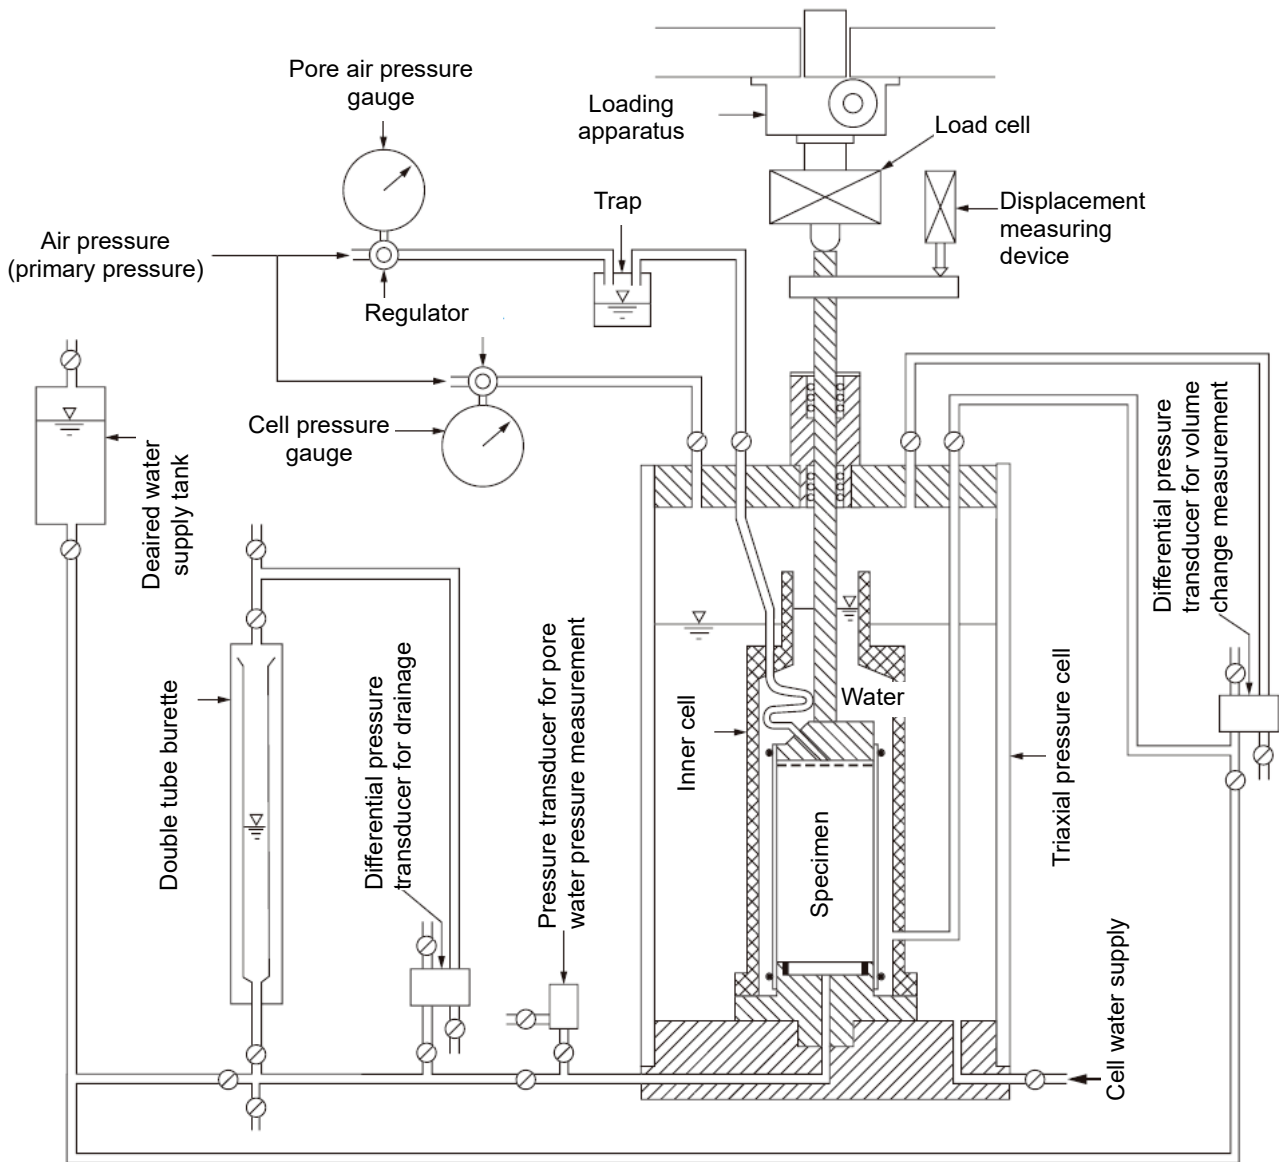 Pore air pressure
gauge
Loading
apparatus
Load cell
Trap
Displacement
measuring
device
Air pressure
(primary pressure)
Regulator
Cell pressure
gauge
Deaired water
supply tank
Differential pressure
transducer for volume
change measurement
Double tube burette
Differential pressure
transducer for drainage
Pressure transducer for pore
water pressure measurement
Inner cell
Water
Specimen
Triaxial pressure cell
Cell water supply